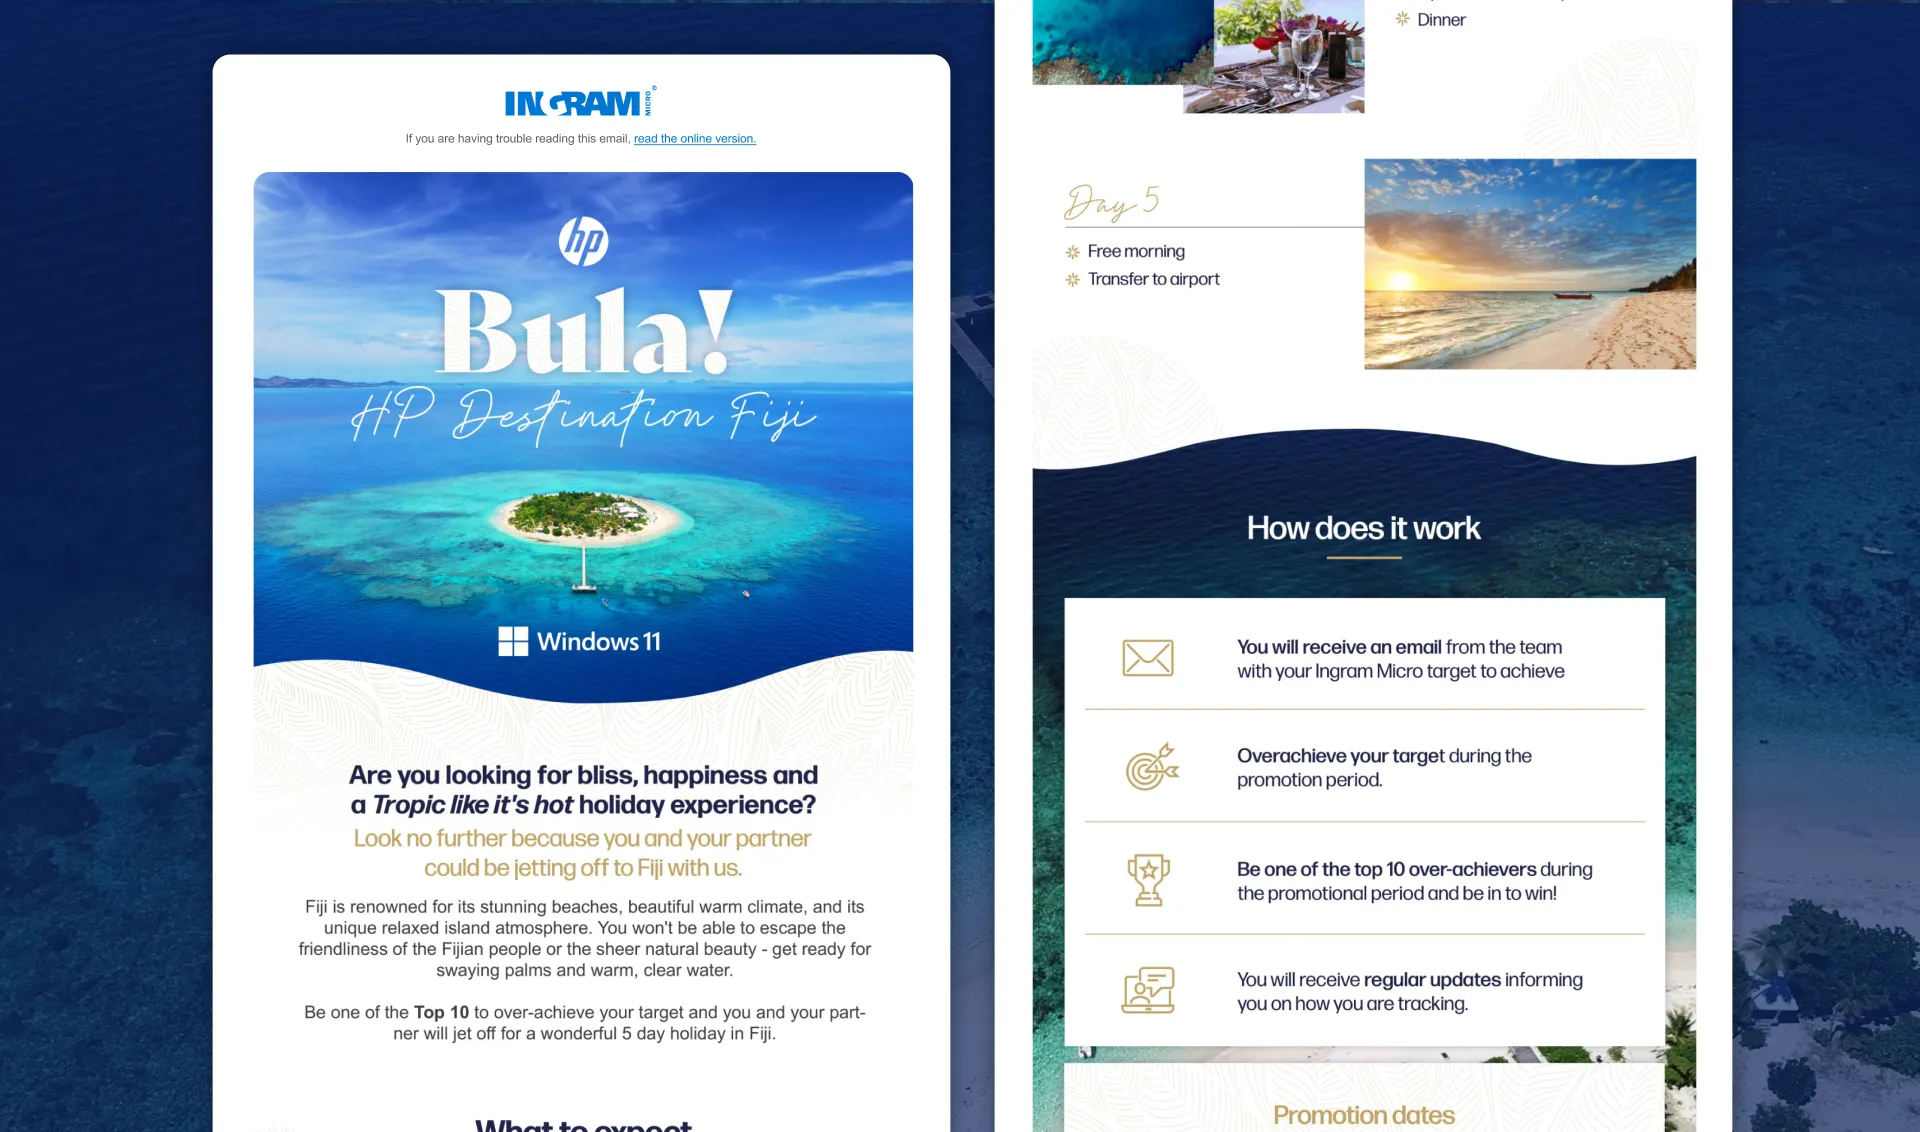 INGRAM MICRO®
If you are having trouble reading this email, read the online version.
hp
Bula!
HP Destination Fiji
Windows 11
Are you looking for bliss, happiness and
a Tropic like it's hot holiday experience?
Look no further because you and your partner
could be jetting off to Fiji with us.
Fiji is renowned for its stunning beaches, beautiful warm climate, and its
unique relaxed island atmosphere. You won't be able to escape the
friendliness of the Fijian people or the sheer natural beauty - get ready for
swaying palms and warm, clear water.
Be one of the Top 10 to over-achieve your target and you and your part-
ner will jet off for a wonderful 5 day holiday in Fiji.
What to expect
Dinner
Day 5
Free morning
Transfer to airport
How does it work
You will receive an email from the team
with your Ingram Micro target to achieve
Overachieve your target during the
promotion period.
Be one of the top 10 over-achievers during
the promotional period and be in to win!
You will receive regular updates informing
you on how you are tracking.
Promotion dates